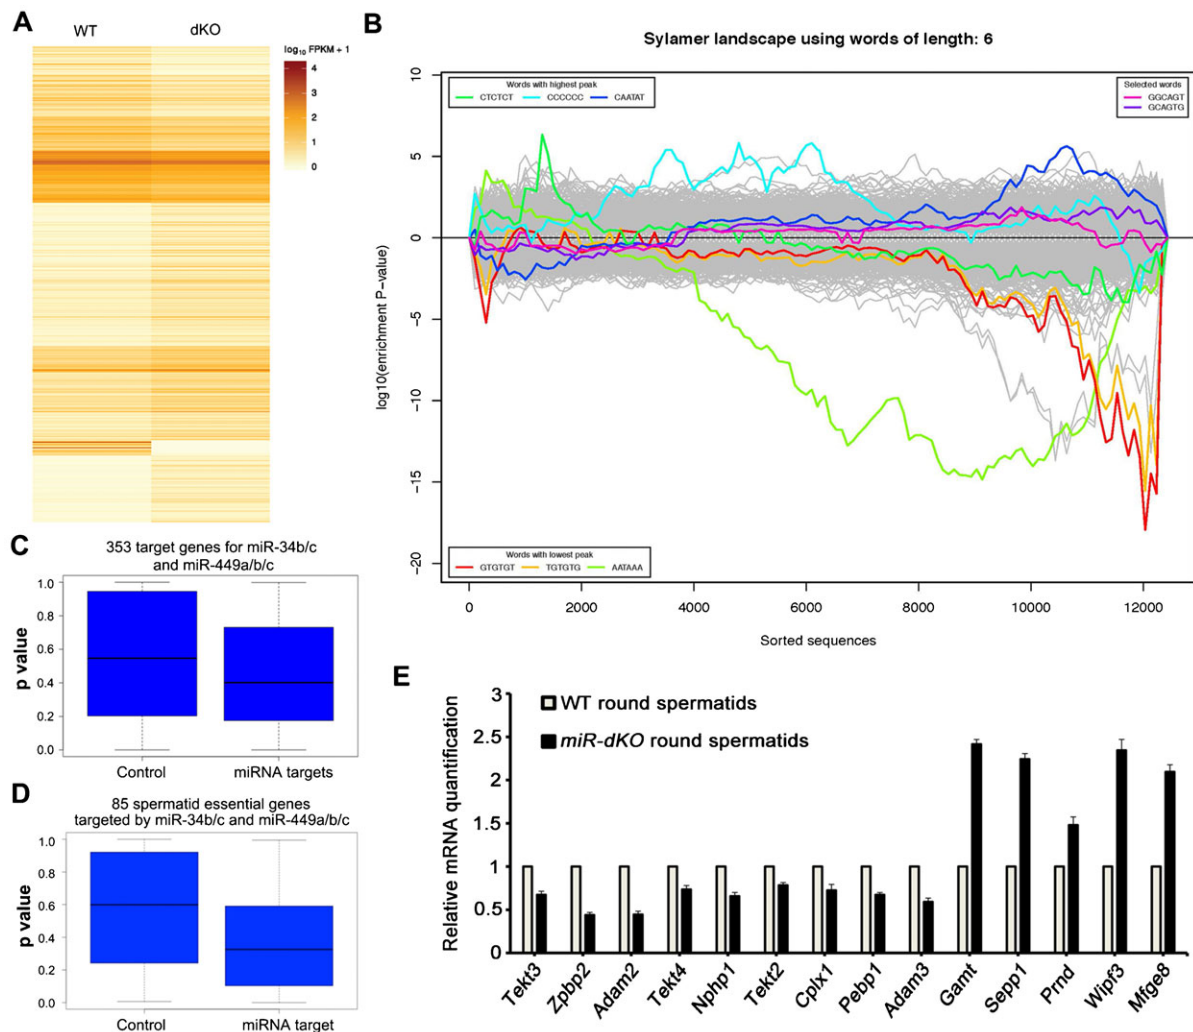 A
WT
dKO
log10 FPKM + 1
4
3
2
1
0
B
Sylamer landscape using words of length: 6
Words with highest peak
CTCTCT
CCCCCC
CAATAT
Selected words
GGCAGT
GCAGTG
log10(enrichment P-value)
10
5
0
−5
−10
−15
−20
Words with lowest peak
GTGTGT
TGTGTG
AATAAA
0
2000
4000
6000
8000
10000
12000
Sorted sequences
C
353 target genes for miR-34b/c
and miR-449a/b/c
p value
1.0
0.8
0.6
0.4
0.2
0.0
Control
miRNA targets
D
85 spermatid essential genes
targeted by miR-34b/c and miR-449a/b/c
p value
1.0
0.8
0.6
0.4
0.2
0.0
Control
miRNA target
E
WT round spermatids
miR-dKO round spermatids
Relative mRNA quantification
3
2.5
2
1.5
1
0.5
0
Tekt3
Zpbp2
Adam2
Tekt4
Nphp1
Tekt2
Cplx1
Pebp1
Adam3
Gamt
Sepp1
Prnd
Wipf3
Mfge8